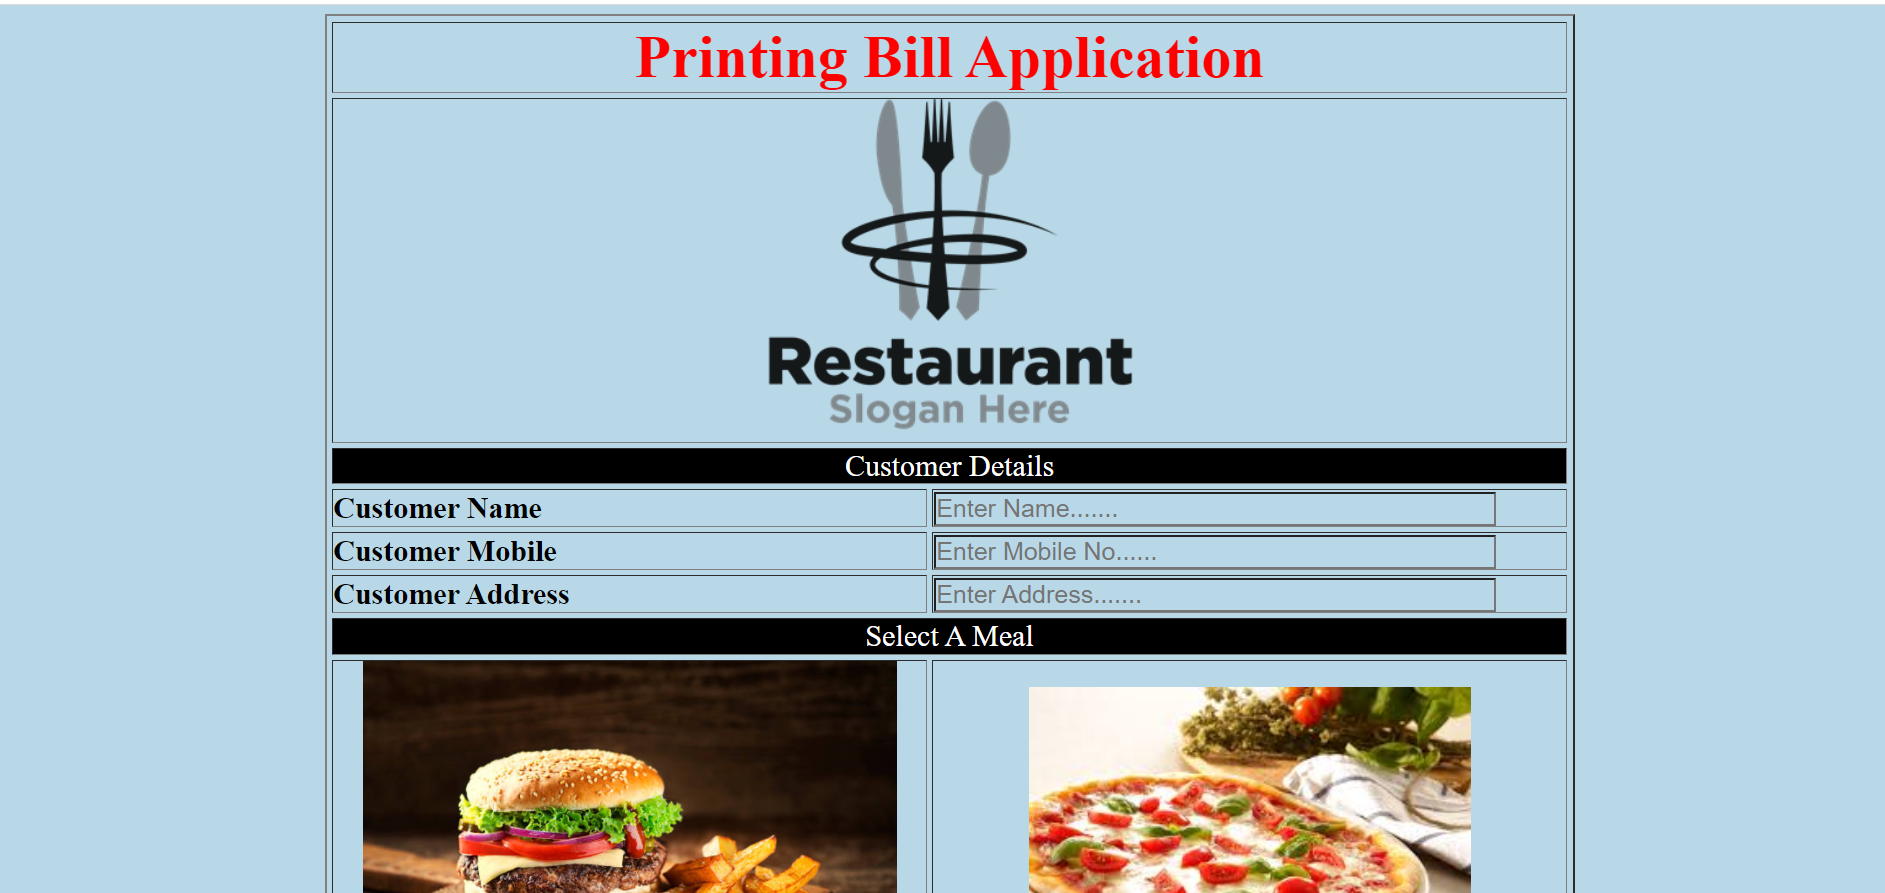 Printing Bill Application
Restaurant
Slogan Here
Customer Details
Customer Name
Enter Name.......
Customer Mobile
Enter Mobile No......
Customer Address
Enter Address.......
Select A Meal